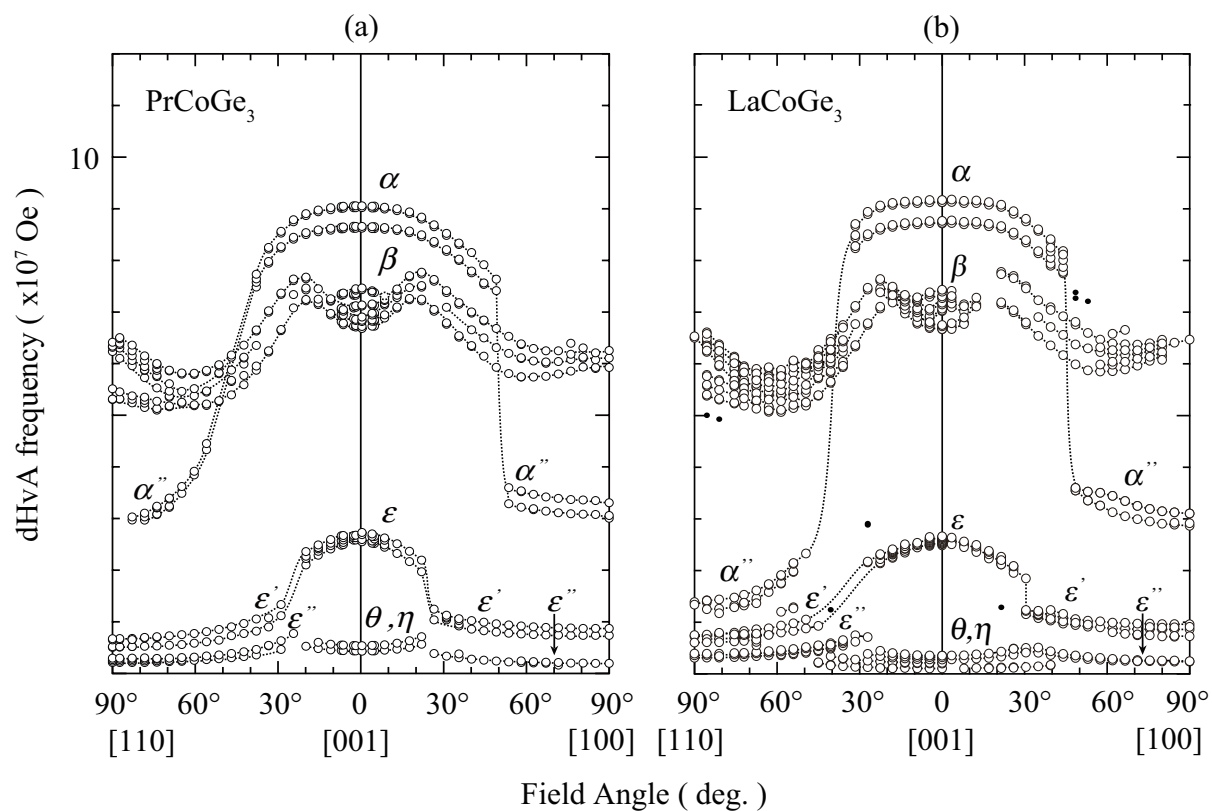 (a) (b)
PrCoGe3 LaCoGe3
10
dHvA frequency ( x10⁷ Oe )
α α
β β
α” α’’ α’’ α’’
ε ε
ε’ ε’ ε” ε’ ε’ ε’’
ε” θ,η ε’’ θ,η
90° 60° 30° 0 30° 60° 90° 90° 60° 30° 0 30° 60° 90°
[110] [001] [100] [110] [001] [100]
Field Angle ( deg. )